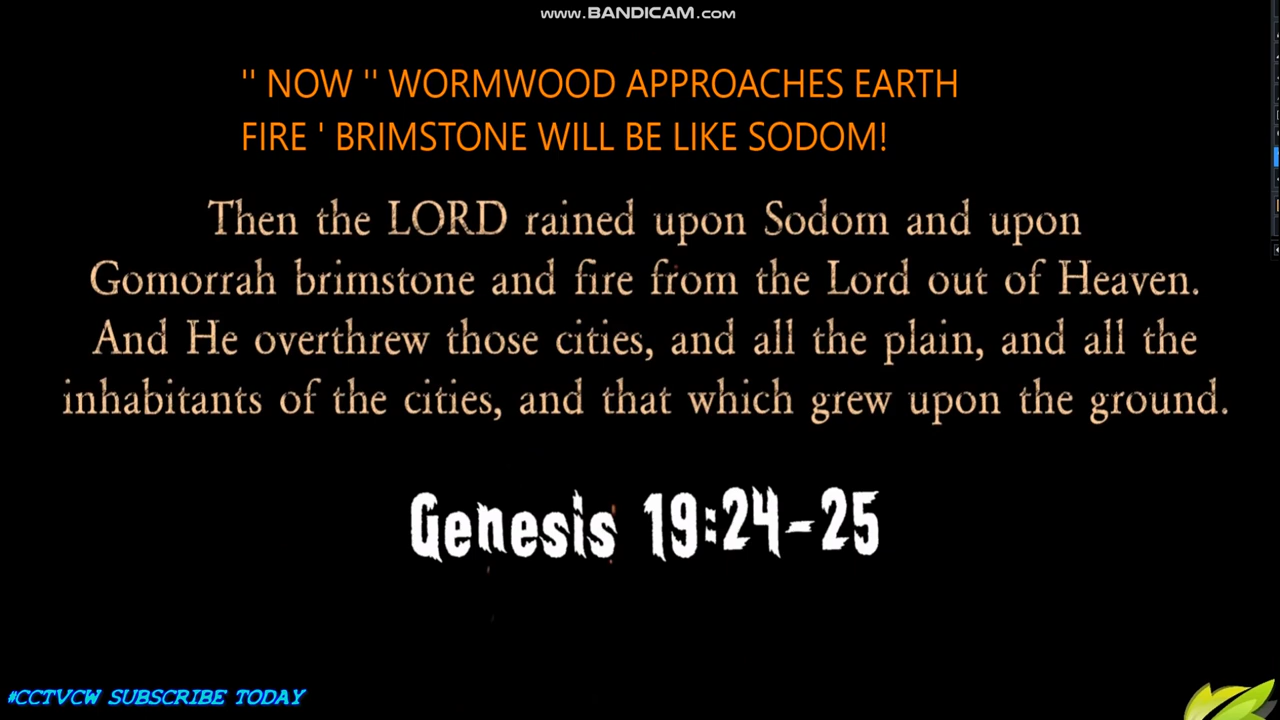 www.BANDICAM.com
'' NOW '' WORMWOOD APPROACHES EARTH
FIRE ' BRIMSTONE WILL BE LIKE SODOM!
Then the LORD rained upon Sodom and upon
Gomorrah brimstone and fire from the Lord out of Heaven.
And He overthrew those cities, and all the plain, and all the
inhabitants of the cities, and that which grew upon the ground.
Genesis 19:24-25
#CCTVCW SUBSCRIBE TODAY